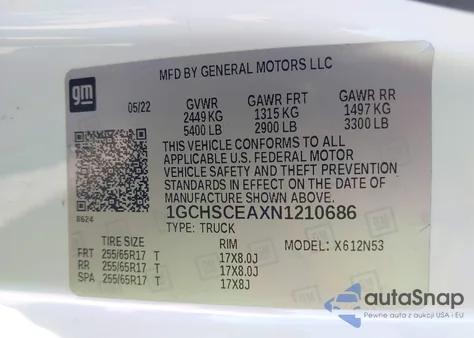 MFD BY GENERAL MOTORS LLC
gm
05/22
GVWR GAWR FRT GAWR RR
2449 KG 1315 KG 1497 KG
5400 LB 2900 LB 3300 LB
THIS VEHICLE CONFORMS TO ALL
APPLICABLE U.S. FEDERAL MOTOR
VEHICLE SAFETY AND THEFT PREVENTION
STANDARDS IN EFFECT ON THE DATE OF
MANUFACTURE SHOWN ABOVE.
8624
1GCHSCEAXN1210686
TYPE: TRUCK
TIRE SIZE RIM MODEL: X612N53
FRT 255/65R17 T 17X8.0J
RR 255/65R17 T 17X8.0J
SPA 255/65R17 T 17X8J
autoSnap
Pewne auta z aukcji USA i EU